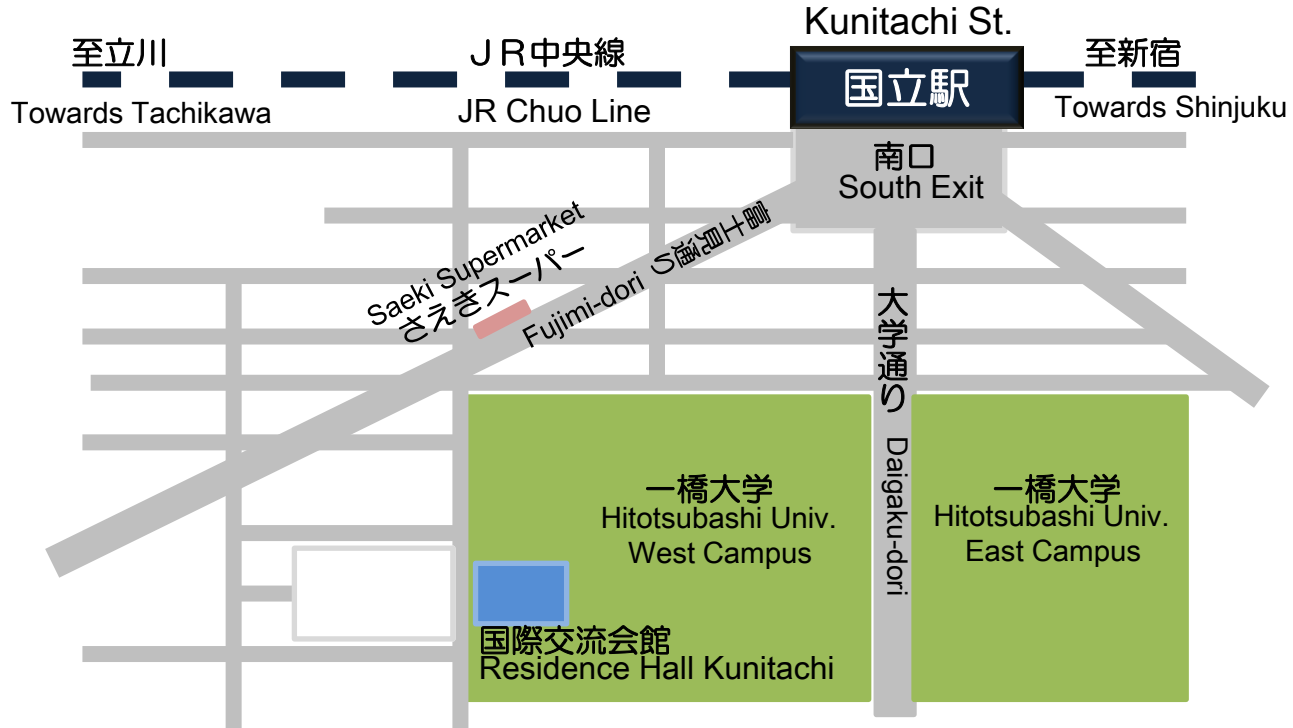 Kunitachi St.
至立川
JR中央線
国立駅
至新宿
Towards Tachikawa
JR Chuo Line
Towards Shinjuku
南口
South Exit
Saeki Supermarket
さえきスーパー
Fujimi-dori 富士見通り
大学通り Daigaku-dori
一橋大学
Hitotsubashi Univ.
West Campus
一橋大学
Hitotsubashi Univ.
East Campus
国際交流会館
Residence Hall Kunitachi